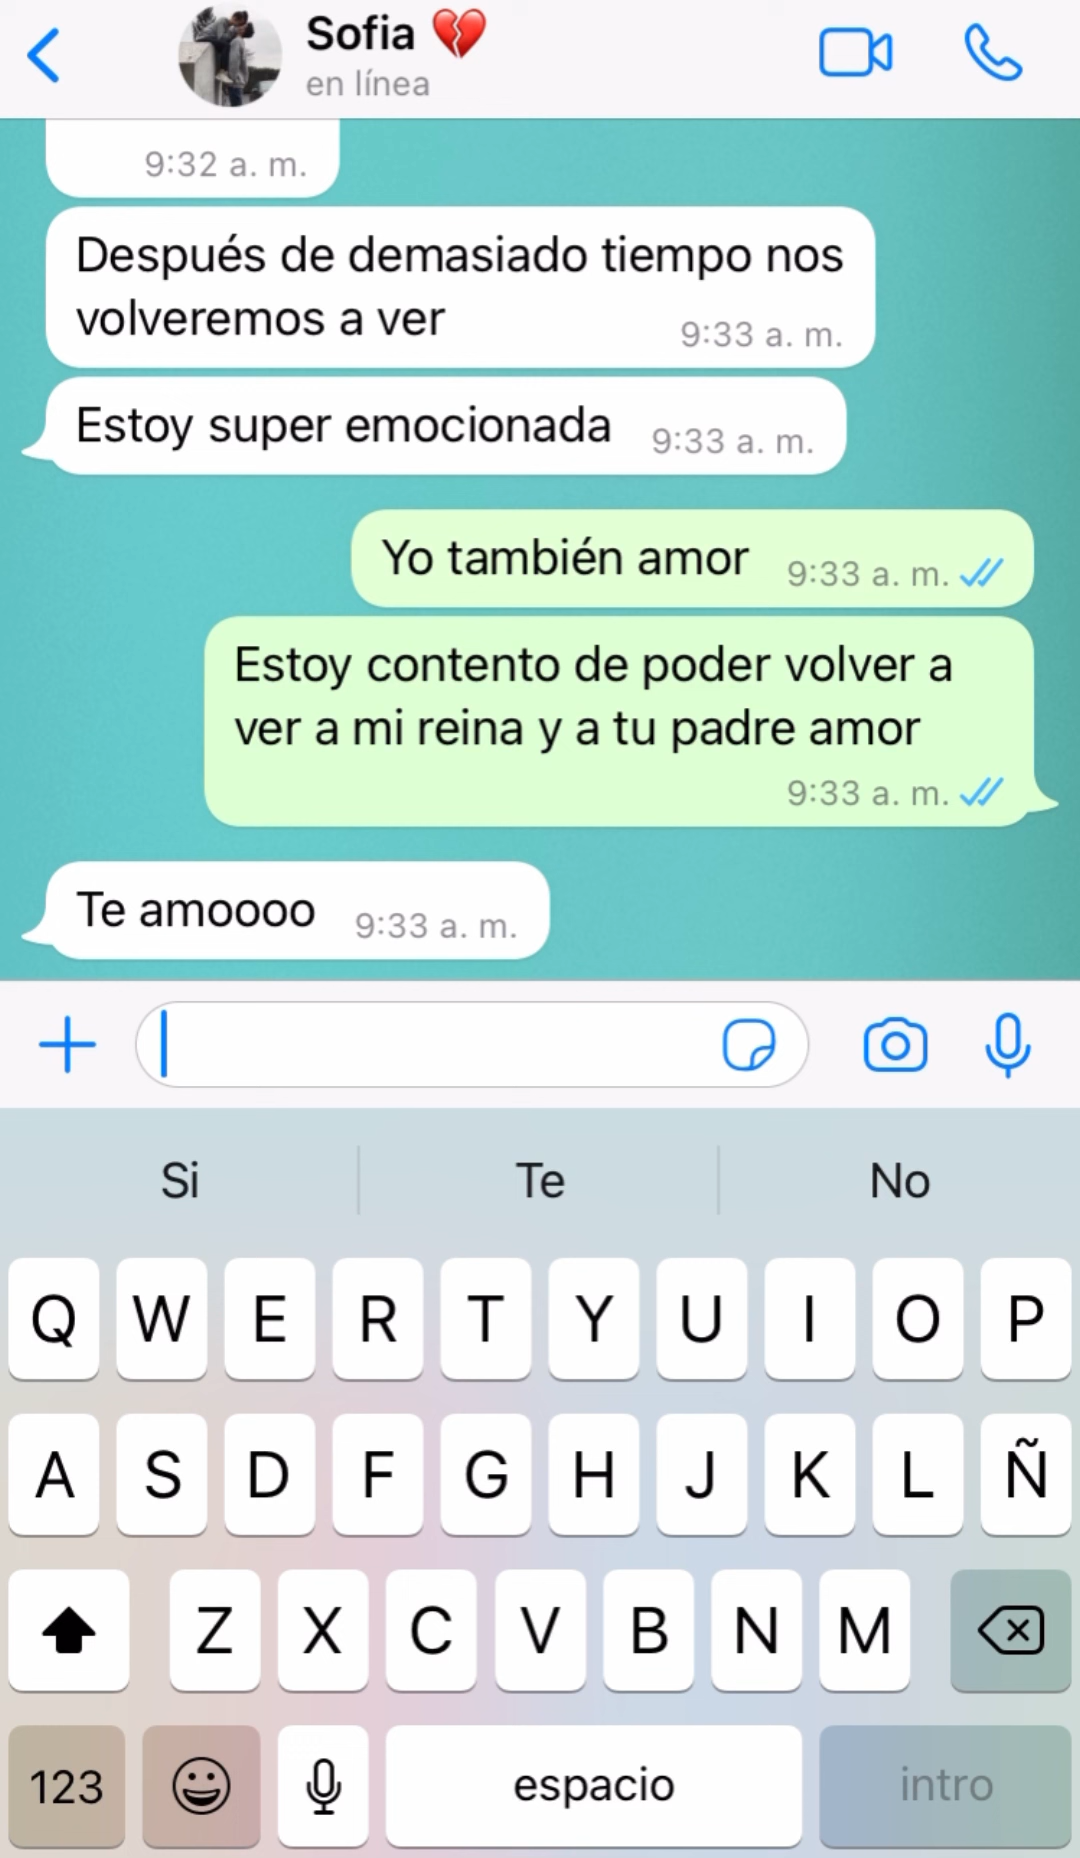 Sofia 💔
en línea
9:32 a. m.
Después de demasiado tiempo nos
volveremos a ver 9:33 a. m.
Estoy super emocionada 9:33 a. m.
Yo también amor 9:33 a. m.
Estoy contento de poder volver a
ver a mi reina y a tu padre amor
9:33 a. m.
Te amoooo 9:33 a. m.
Si Te No
Q W E R T Y U I O P
A S D F G H J K L Ñ
Z X C V B N M
123 espacio intro